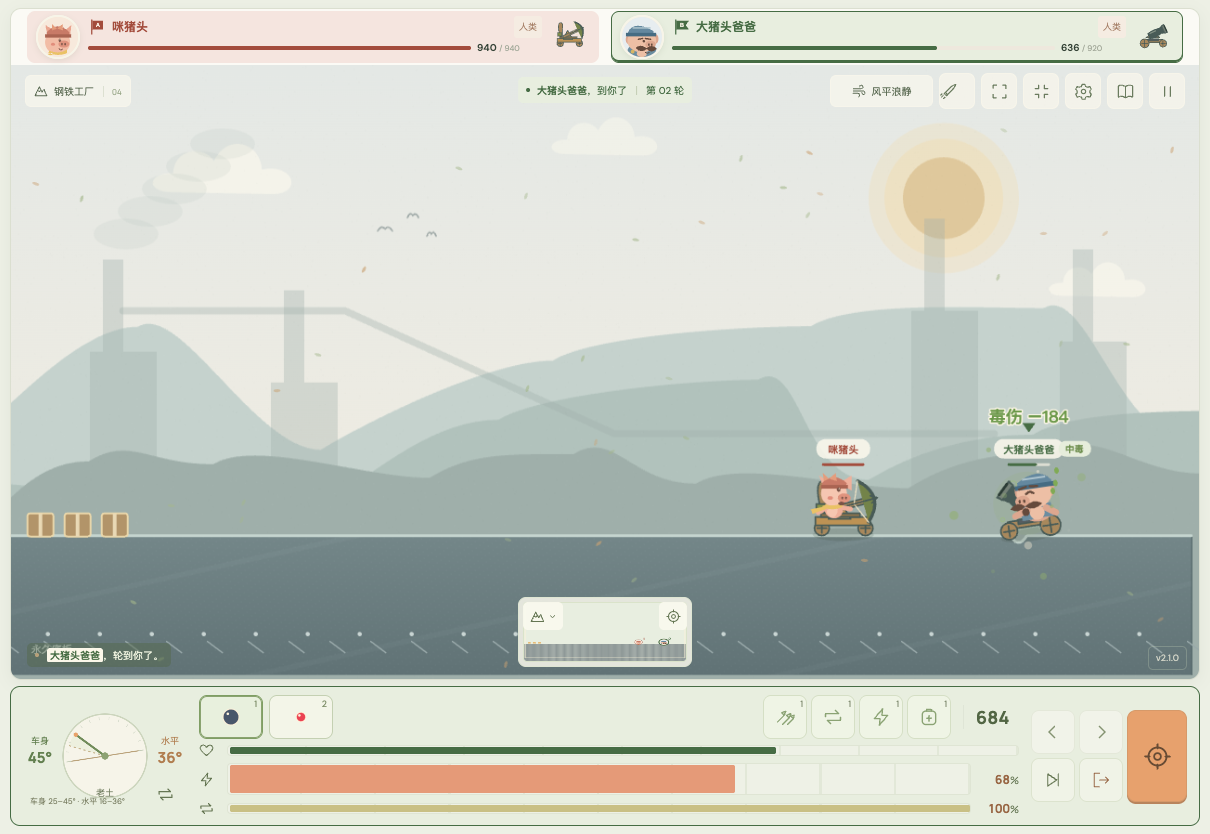 咪猪头
人类
940 / 940
大猪头爸爸
人类
636 / 920
钢铁工厂 04
大猪头爸爸，到你了 第 02 轮
风平浪静
毒伤 −184
咪猪头
大猪头爸爸 中毒
大猪头爸爸，轮到你了。
v2.1.0
1
2
1
1
1
1
684
车身
45°
水平
36°
老土
车身 25–45° · 水平 16–36°
68%
100%